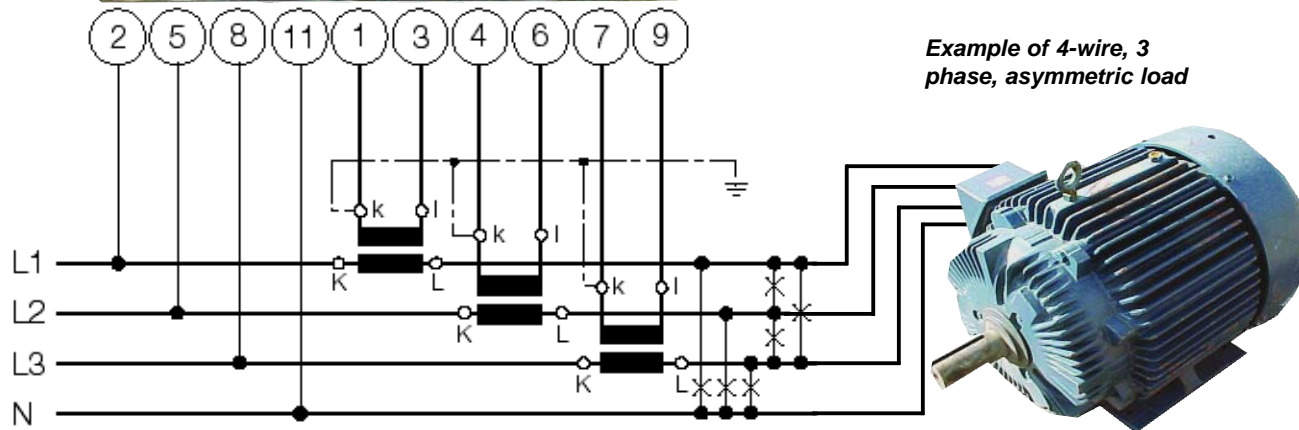 2 5 8 11 1 3 4 6 7 9
Example of 4-wire, 3
phase, asymmetric load
k l
k l
k l
L1
K L
L2
K L
L3
K L
N